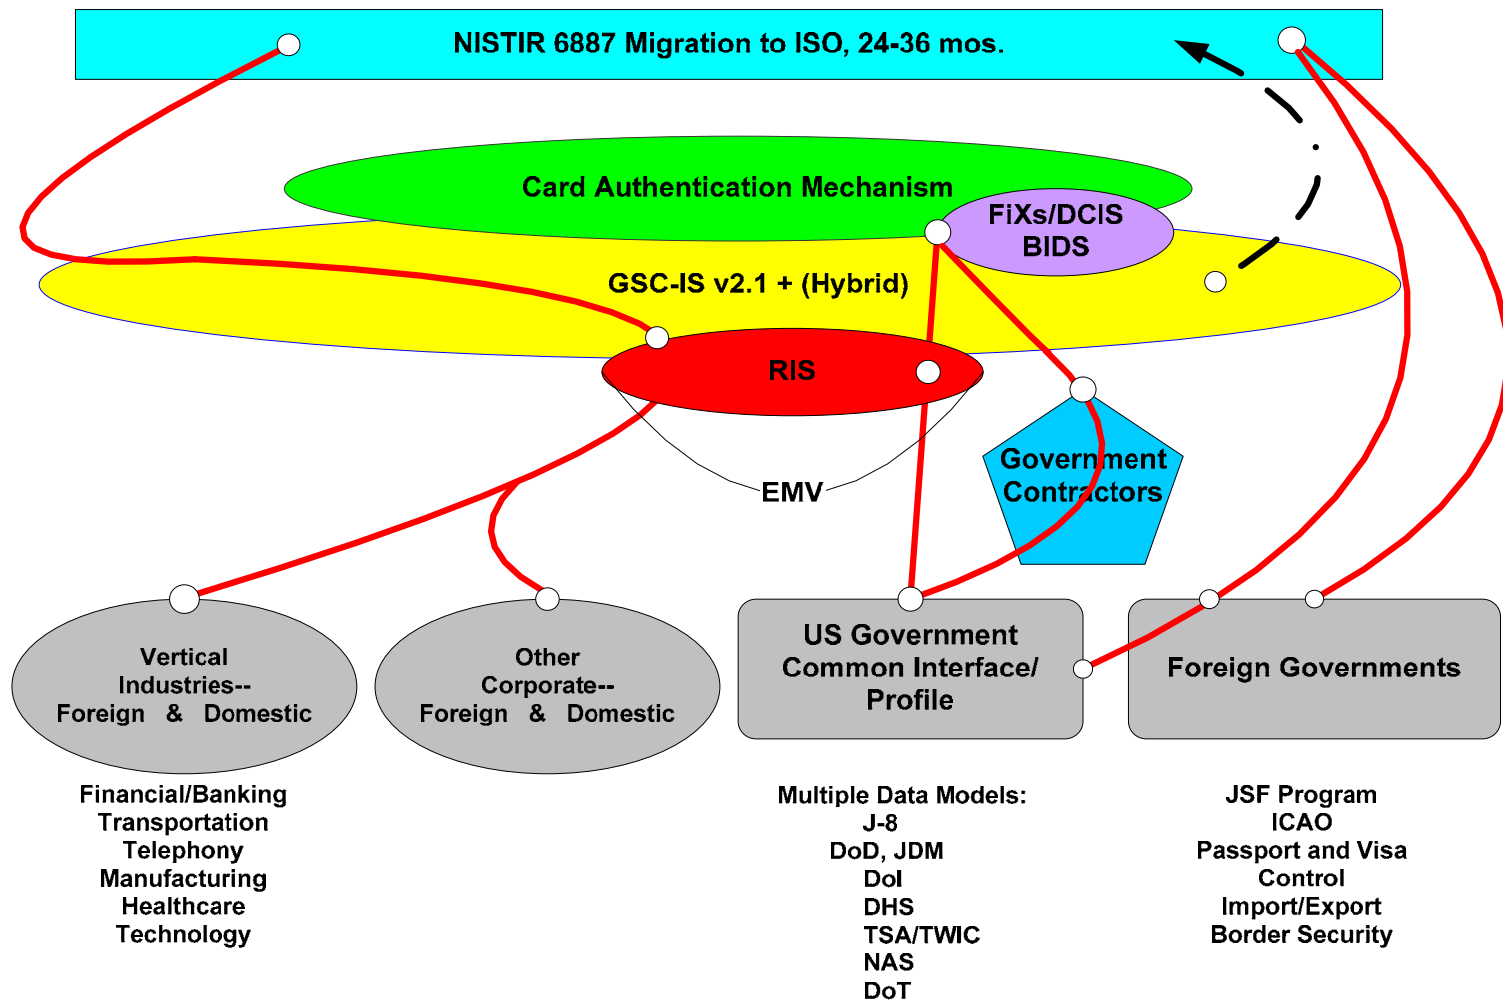 NISTIR 6887 Migration to ISO, 24-36 mos.
Card Authentication Mechanism
FiXs/DCIS
BIDS
GSC-IS v2.1 + (Hybrid)
RIS
EMV
Government
Contractors
Vertical
Industries--
Foreign & Domestic
Other
Corporate--
Foreign & Domestic
US Government
Common Interface/
Profile
Foreign Governments
Financial/Banking
Transportation
Telephony
Manufacturing
Healthcare
Technology
Multiple Data Models:
J-8
DoD, JDM
DoI
DHS
TSA/TWIC
NAS
DoT
JSF Program
ICAO
Passport and Visa
Control
Import/Export
Border Security